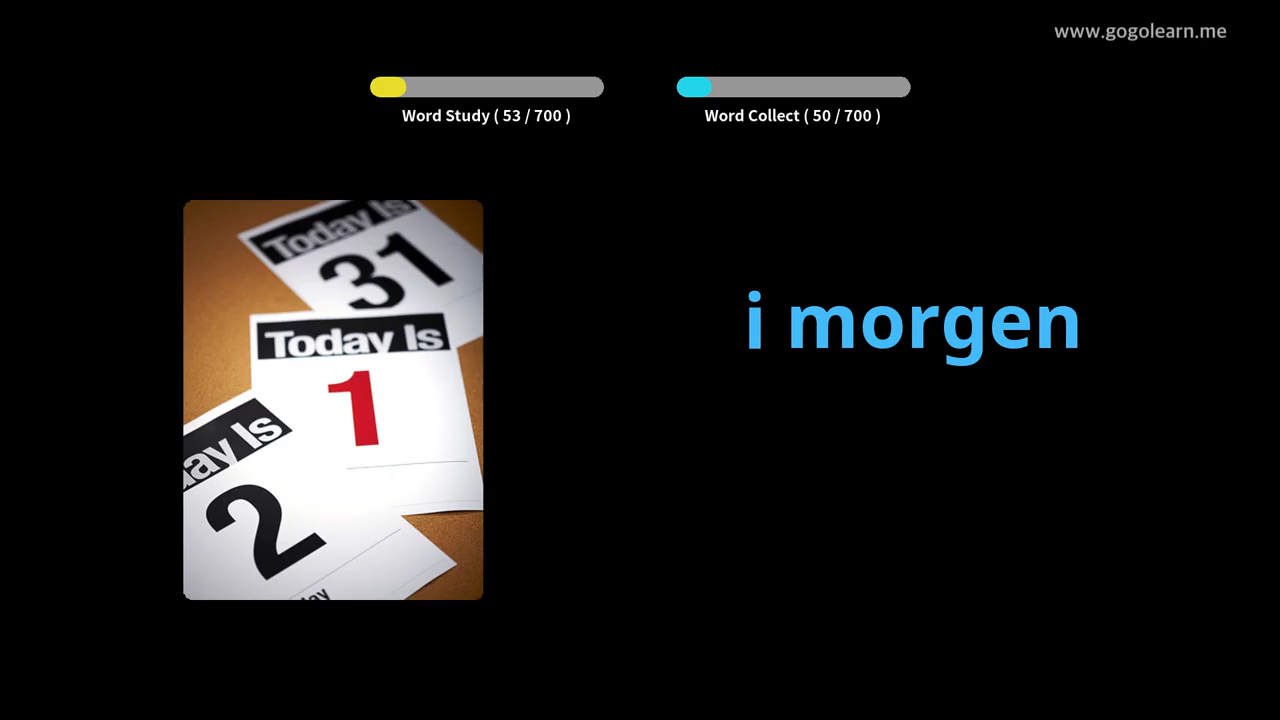 www.gogolearn.me
Word Study ( 53 / 700 )
Word Collect ( 50 / 700 )
Today Is
31
Today Is
1
ay Is
2
i morgen